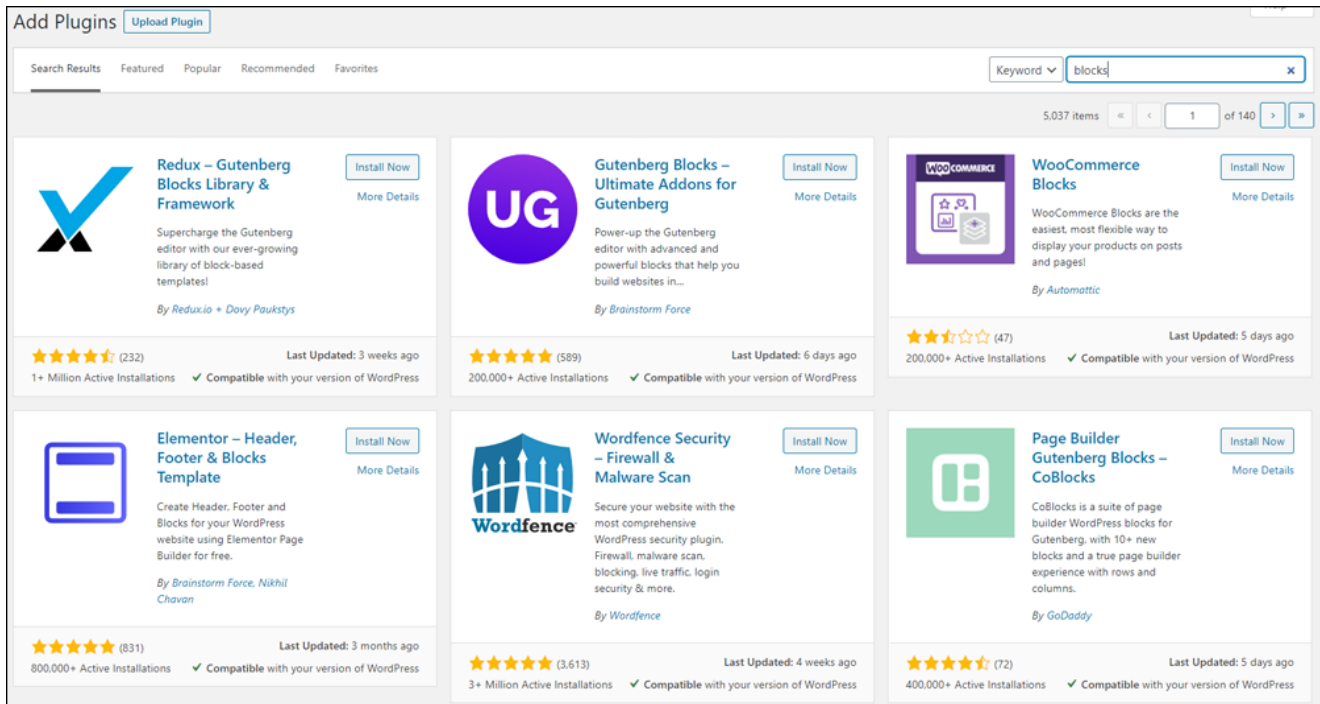 Add Plugins Upload Plugin
Search Results Featured Popular Recommended Favorites Keyword blocks
5,037 items « ‹ 1 of 140 › »
Redux – Gutenberg
Blocks Library &
Framework
Install Now
More Details
Supercharge the Gutenberg
editor with our ever-growing
library of block-based
templates!
By Redux.io + Dovy Paukstys
(232) Last Updated: 3 weeks ago
1+ Million Active Installations Compatible with your version of WordPress
UG
Gutenberg Blocks –
Ultimate Addons for
Gutenberg
Install Now
More Details
Power-up the Gutenberg
editor with advanced and
powerful blocks that help you
build websites in...
By Brainstorm Force
(589) Last Updated: 6 days ago
200,000+ Active Installations Compatible with your version of WordPress
WOO COMMERCE
WooCommerce
Blocks
Install Now
More Details
WooCommerce Blocks are the
easiest, most flexible way to
display your products on posts
and pages!
By Automattic
(47) Last Updated: 5 days ago
200,000+ Active Installations Compatible with your version of WordPress
Elementor – Header,
Footer & Blocks
Template
Install Now
More Details
Create Header, Footer and
Blocks for your WordPress
website using Elementor Page
Builder for free.
By Brainstorm Force, Nikhil
Chavan
(831) Last Updated: 3 months ago
800,000+ Active Installations Compatible with your version of WordPress
Wordfence
Wordfence Security
– Firewall &
Malware Scan
Install Now
More Details
Secure your website with the
most comprehensive
WordPress security plugin.
Firewall, malware scan,
blocking, live traffic, login
security & more.
By Wordfence
(3,613) Last Updated: 4 weeks ago
3+ Million Active Installations Compatible with your version of WordPress
Page Builder
Gutenberg Blocks –
CoBlocks
Install Now
More Details
CoBlocks is a suite of page
builder WordPress blocks for
Gutenberg, with 10+ new
blocks and a true page builder
experience with rows and
columns.
By GoDaddy
(72) Last Updated: 5 days ago
400,000+ Active Installations Compatible with your version of WordPress